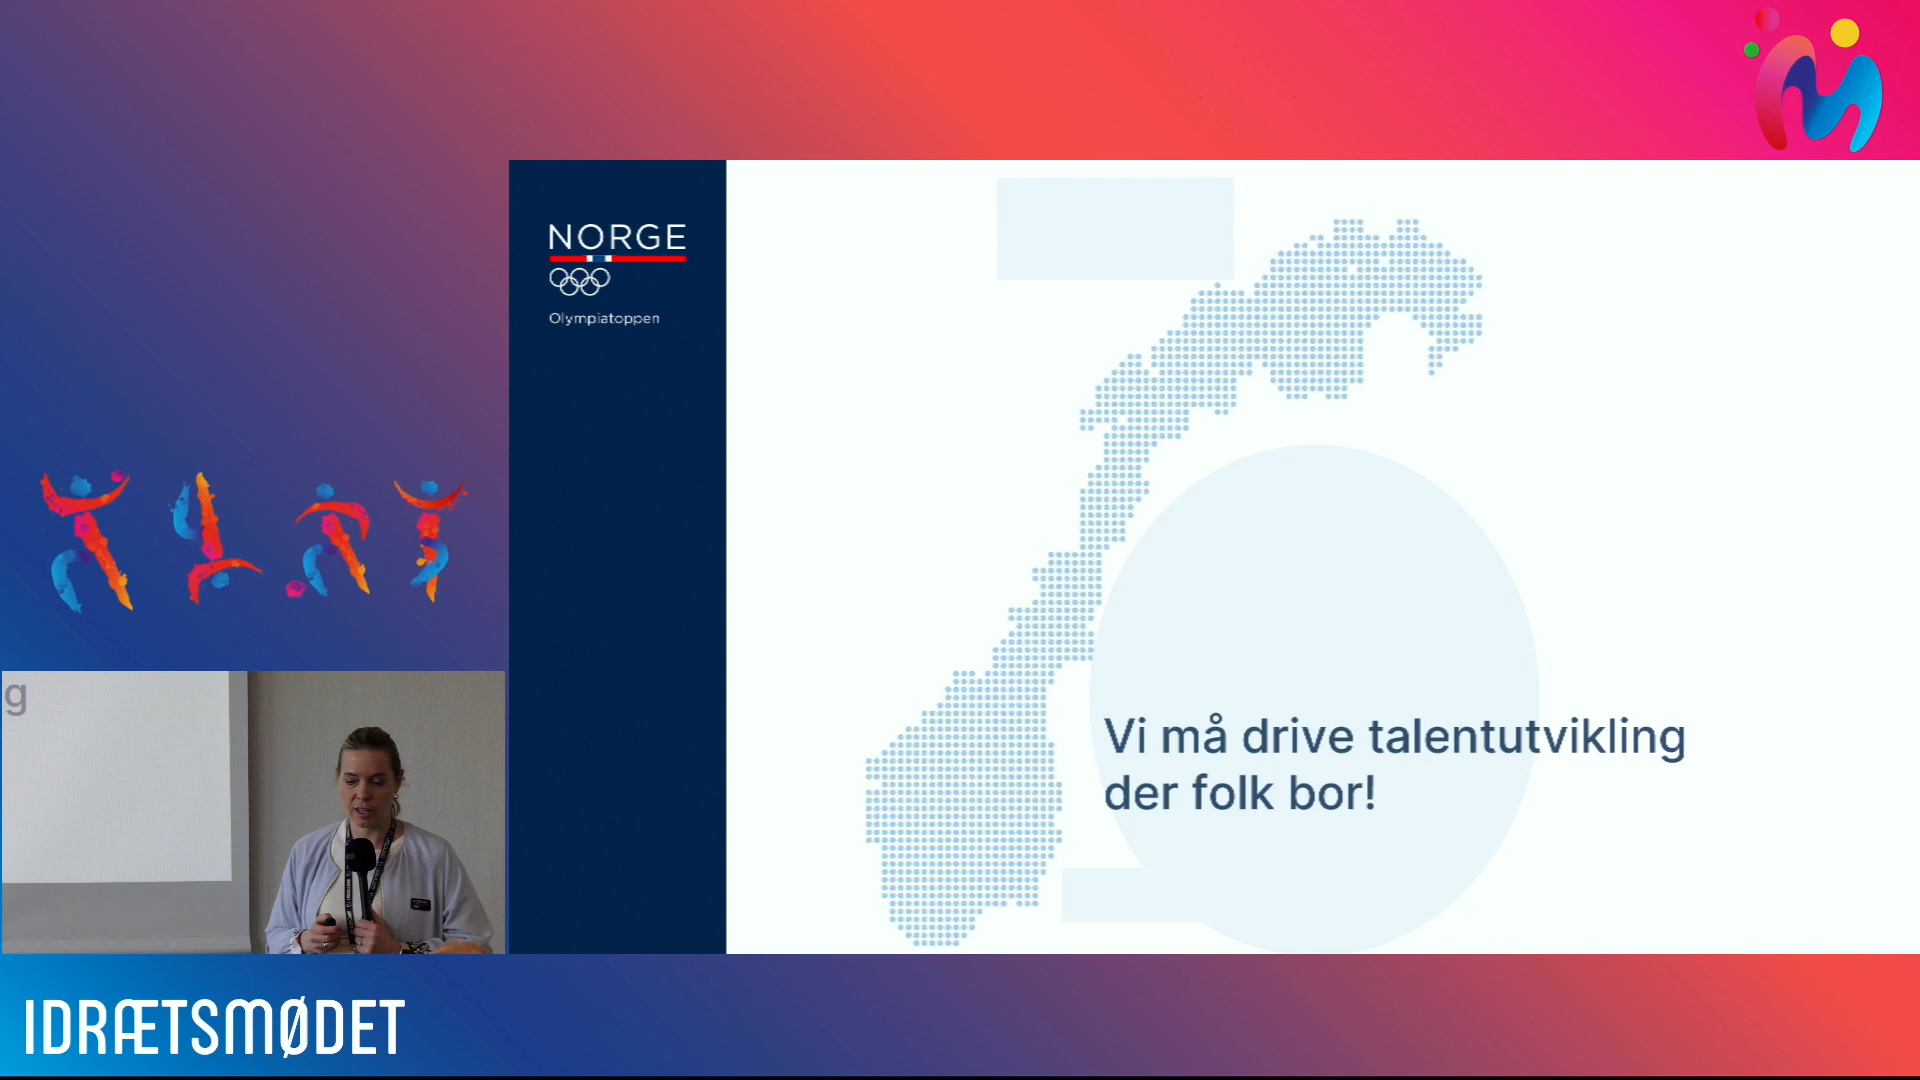 NORGE
Olympiatoppen
Vi må drive talentutvikling
der folk bor!
g
IDRÆTSMØDET